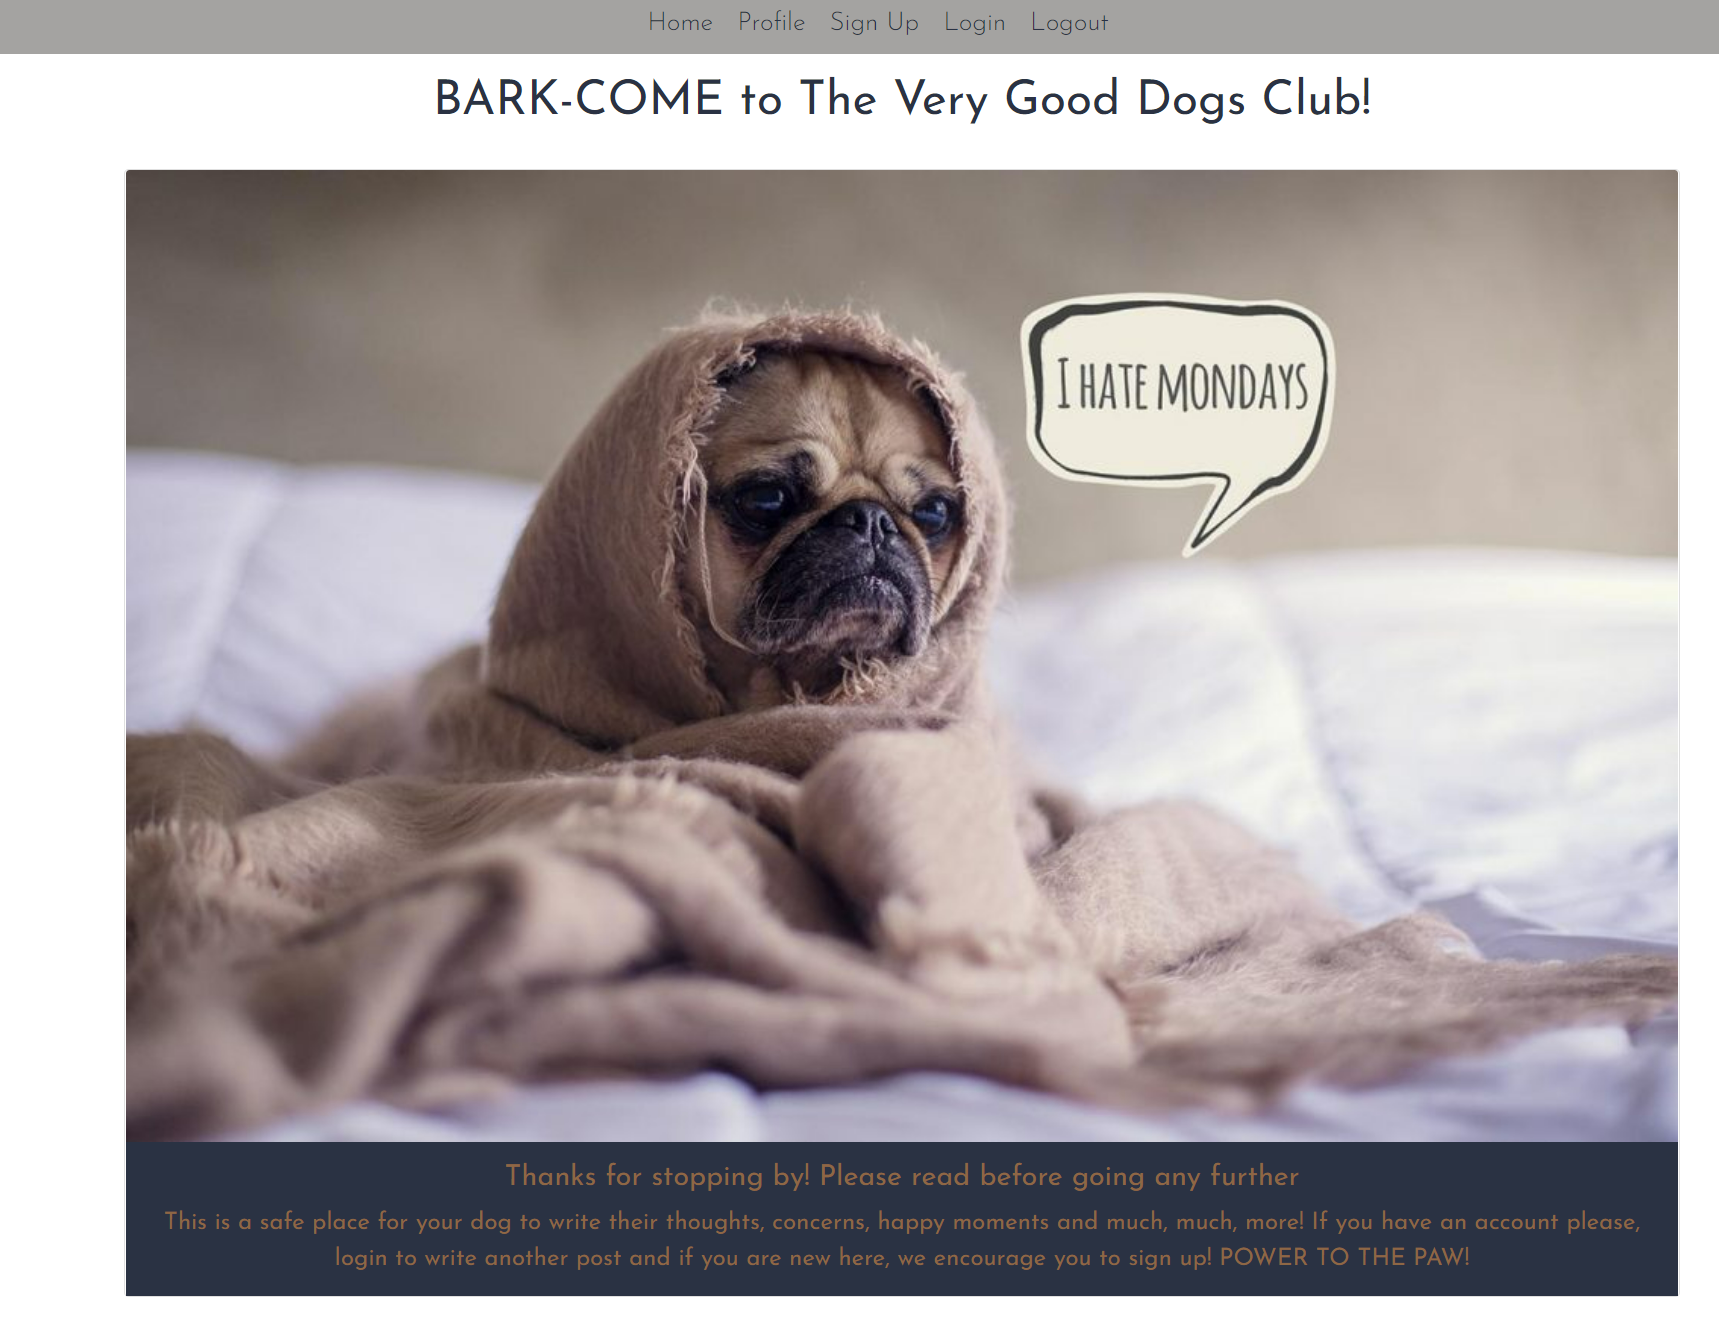 Home Profile Sign Up Login Logout
BARK-COME to The Very Good Dogs Club!
I HATE MONDAYS
Thanks for stopping by! Please read before going any further
This is a safe place for your dog to write their thoughts, concerns, happy moments and much, much, more! If you have an account please,
login to write another post and if you are new here, we encourage you to sign up! POWER TO THE PAW!